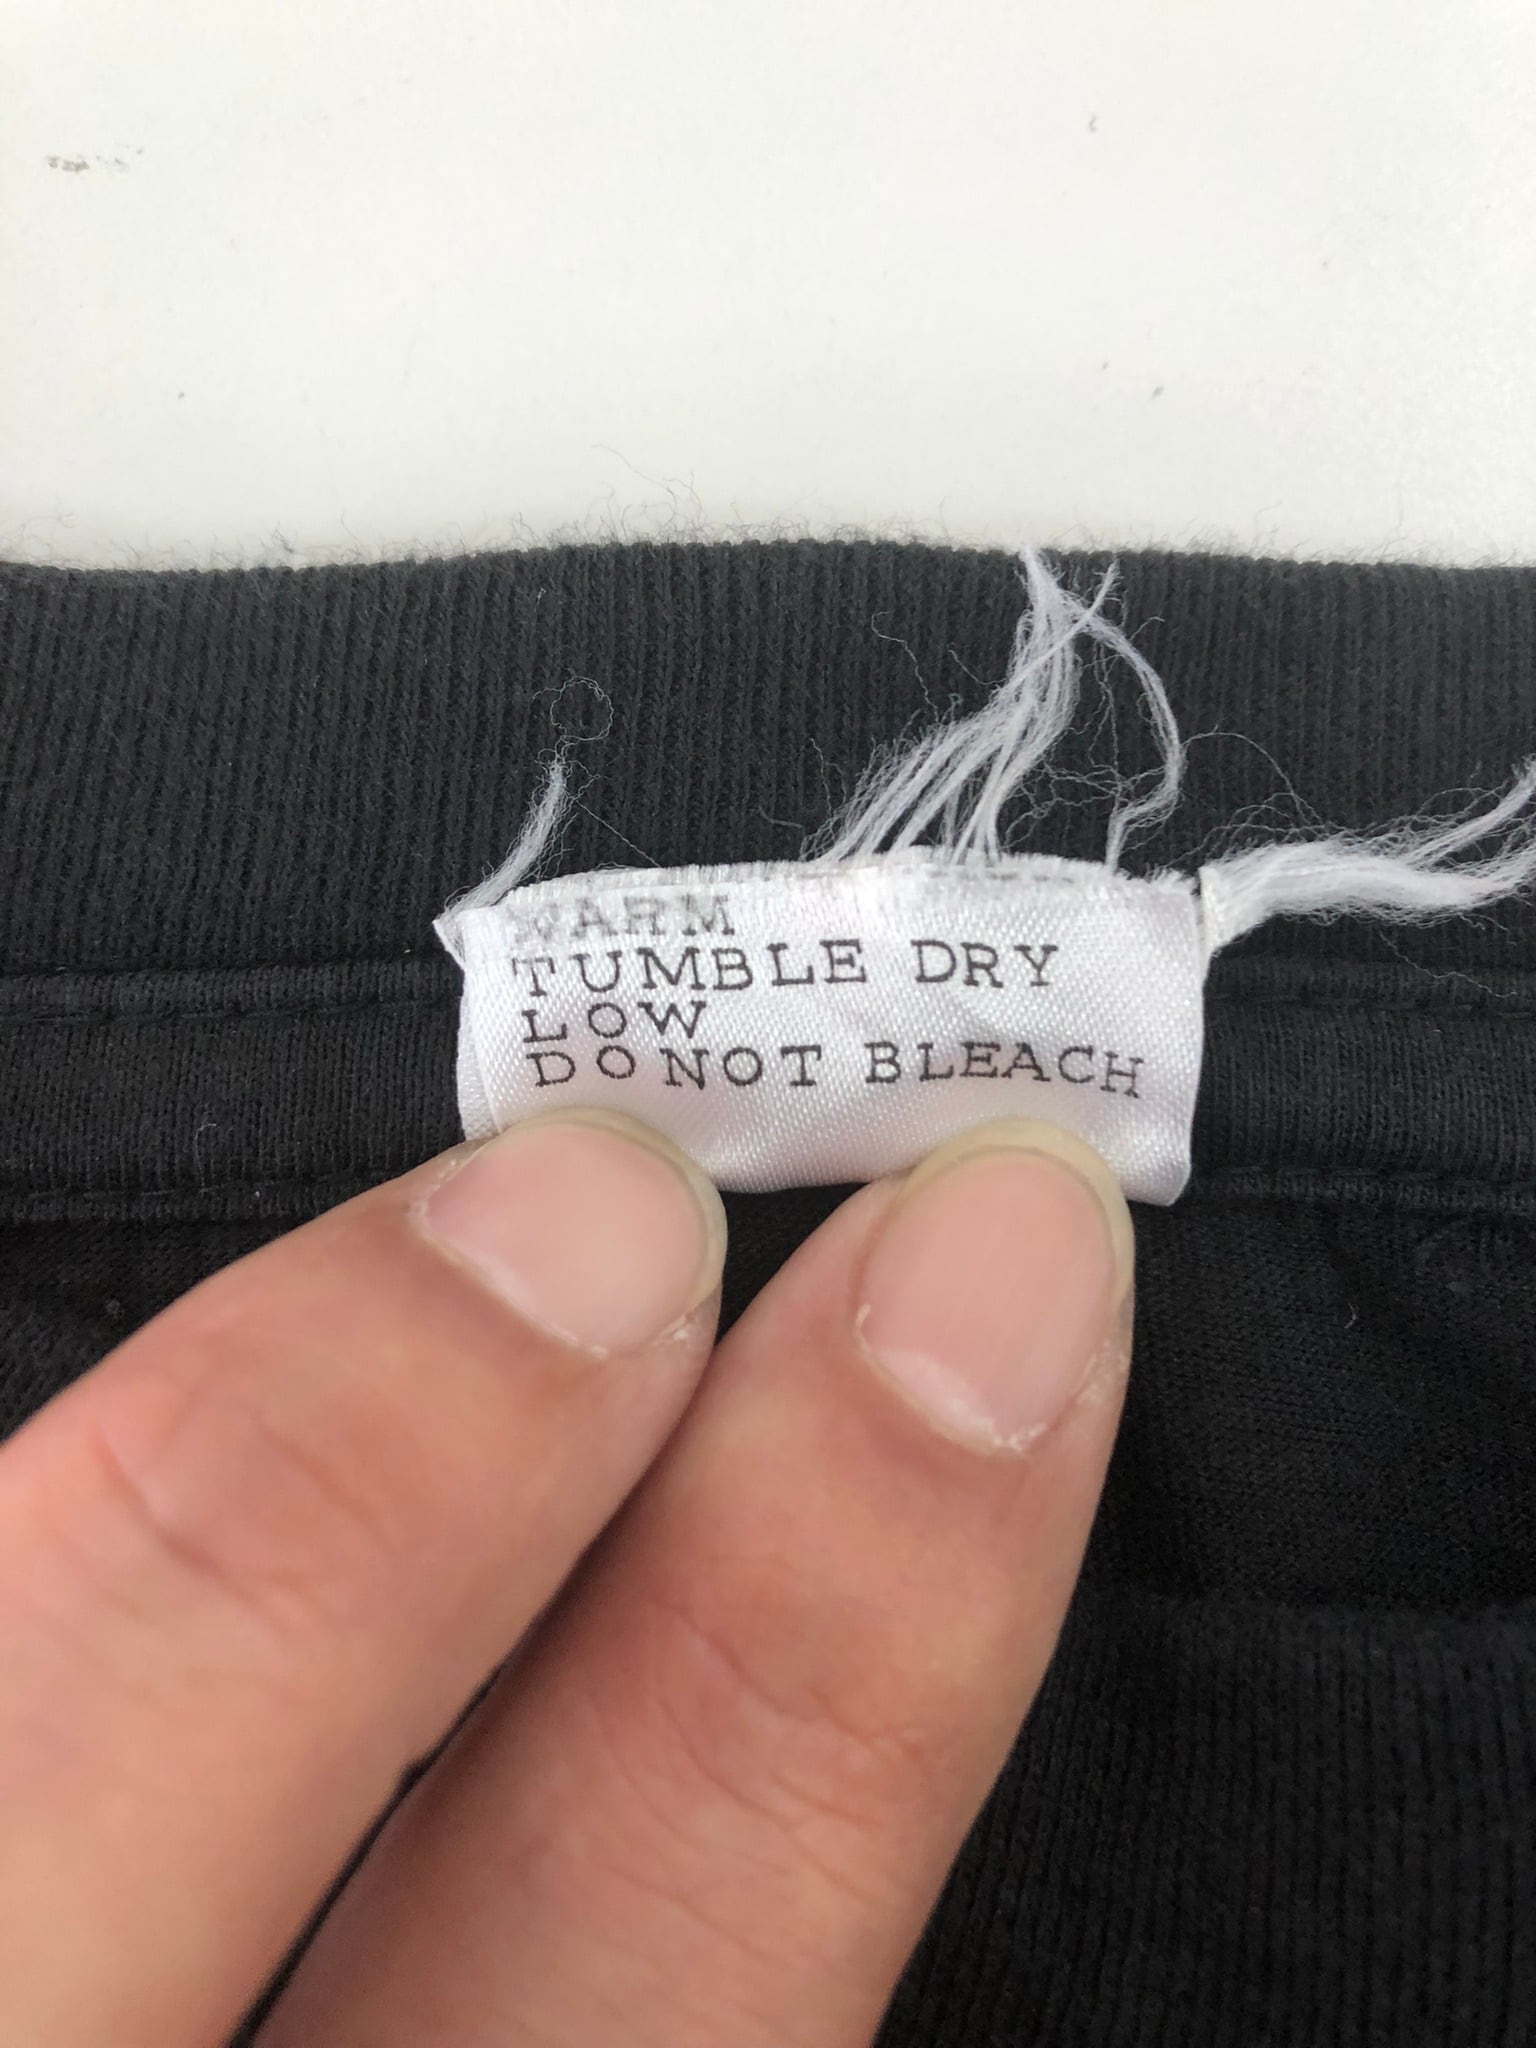 WARM
TUMBLE DRY
LOW
DO NOT BLEACH